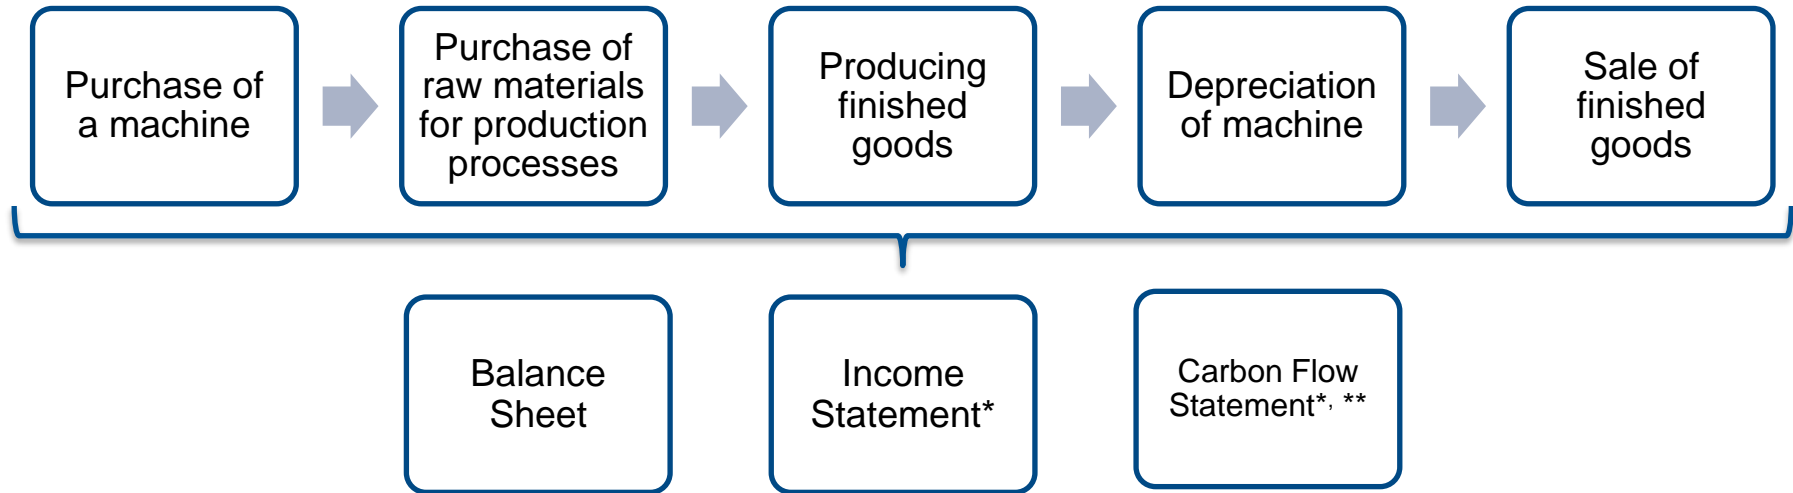 Purchase of
a machine
Purchase of
raw materials
for production
processes
Producing
finished
goods
Depreciation
of machine
Sale of
finished
goods
Balance
Sheet
Income
Statement*
Carbon Flow
Statement*, **